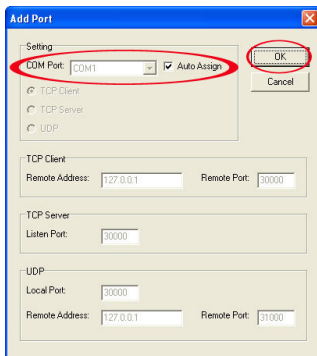 Add Port
Setting
COM Port: COM1 Auto Assign
TCP Client
TCP Server
UDP
OK
Cancel
TCP Client
Remote Address: 127.0.0.1 Remote Port: 30000
TCP Server
Listen Port: 30000
UDP
Local Port: 30000
Remote Address: 127.0.0.1 Remote Port: 31000